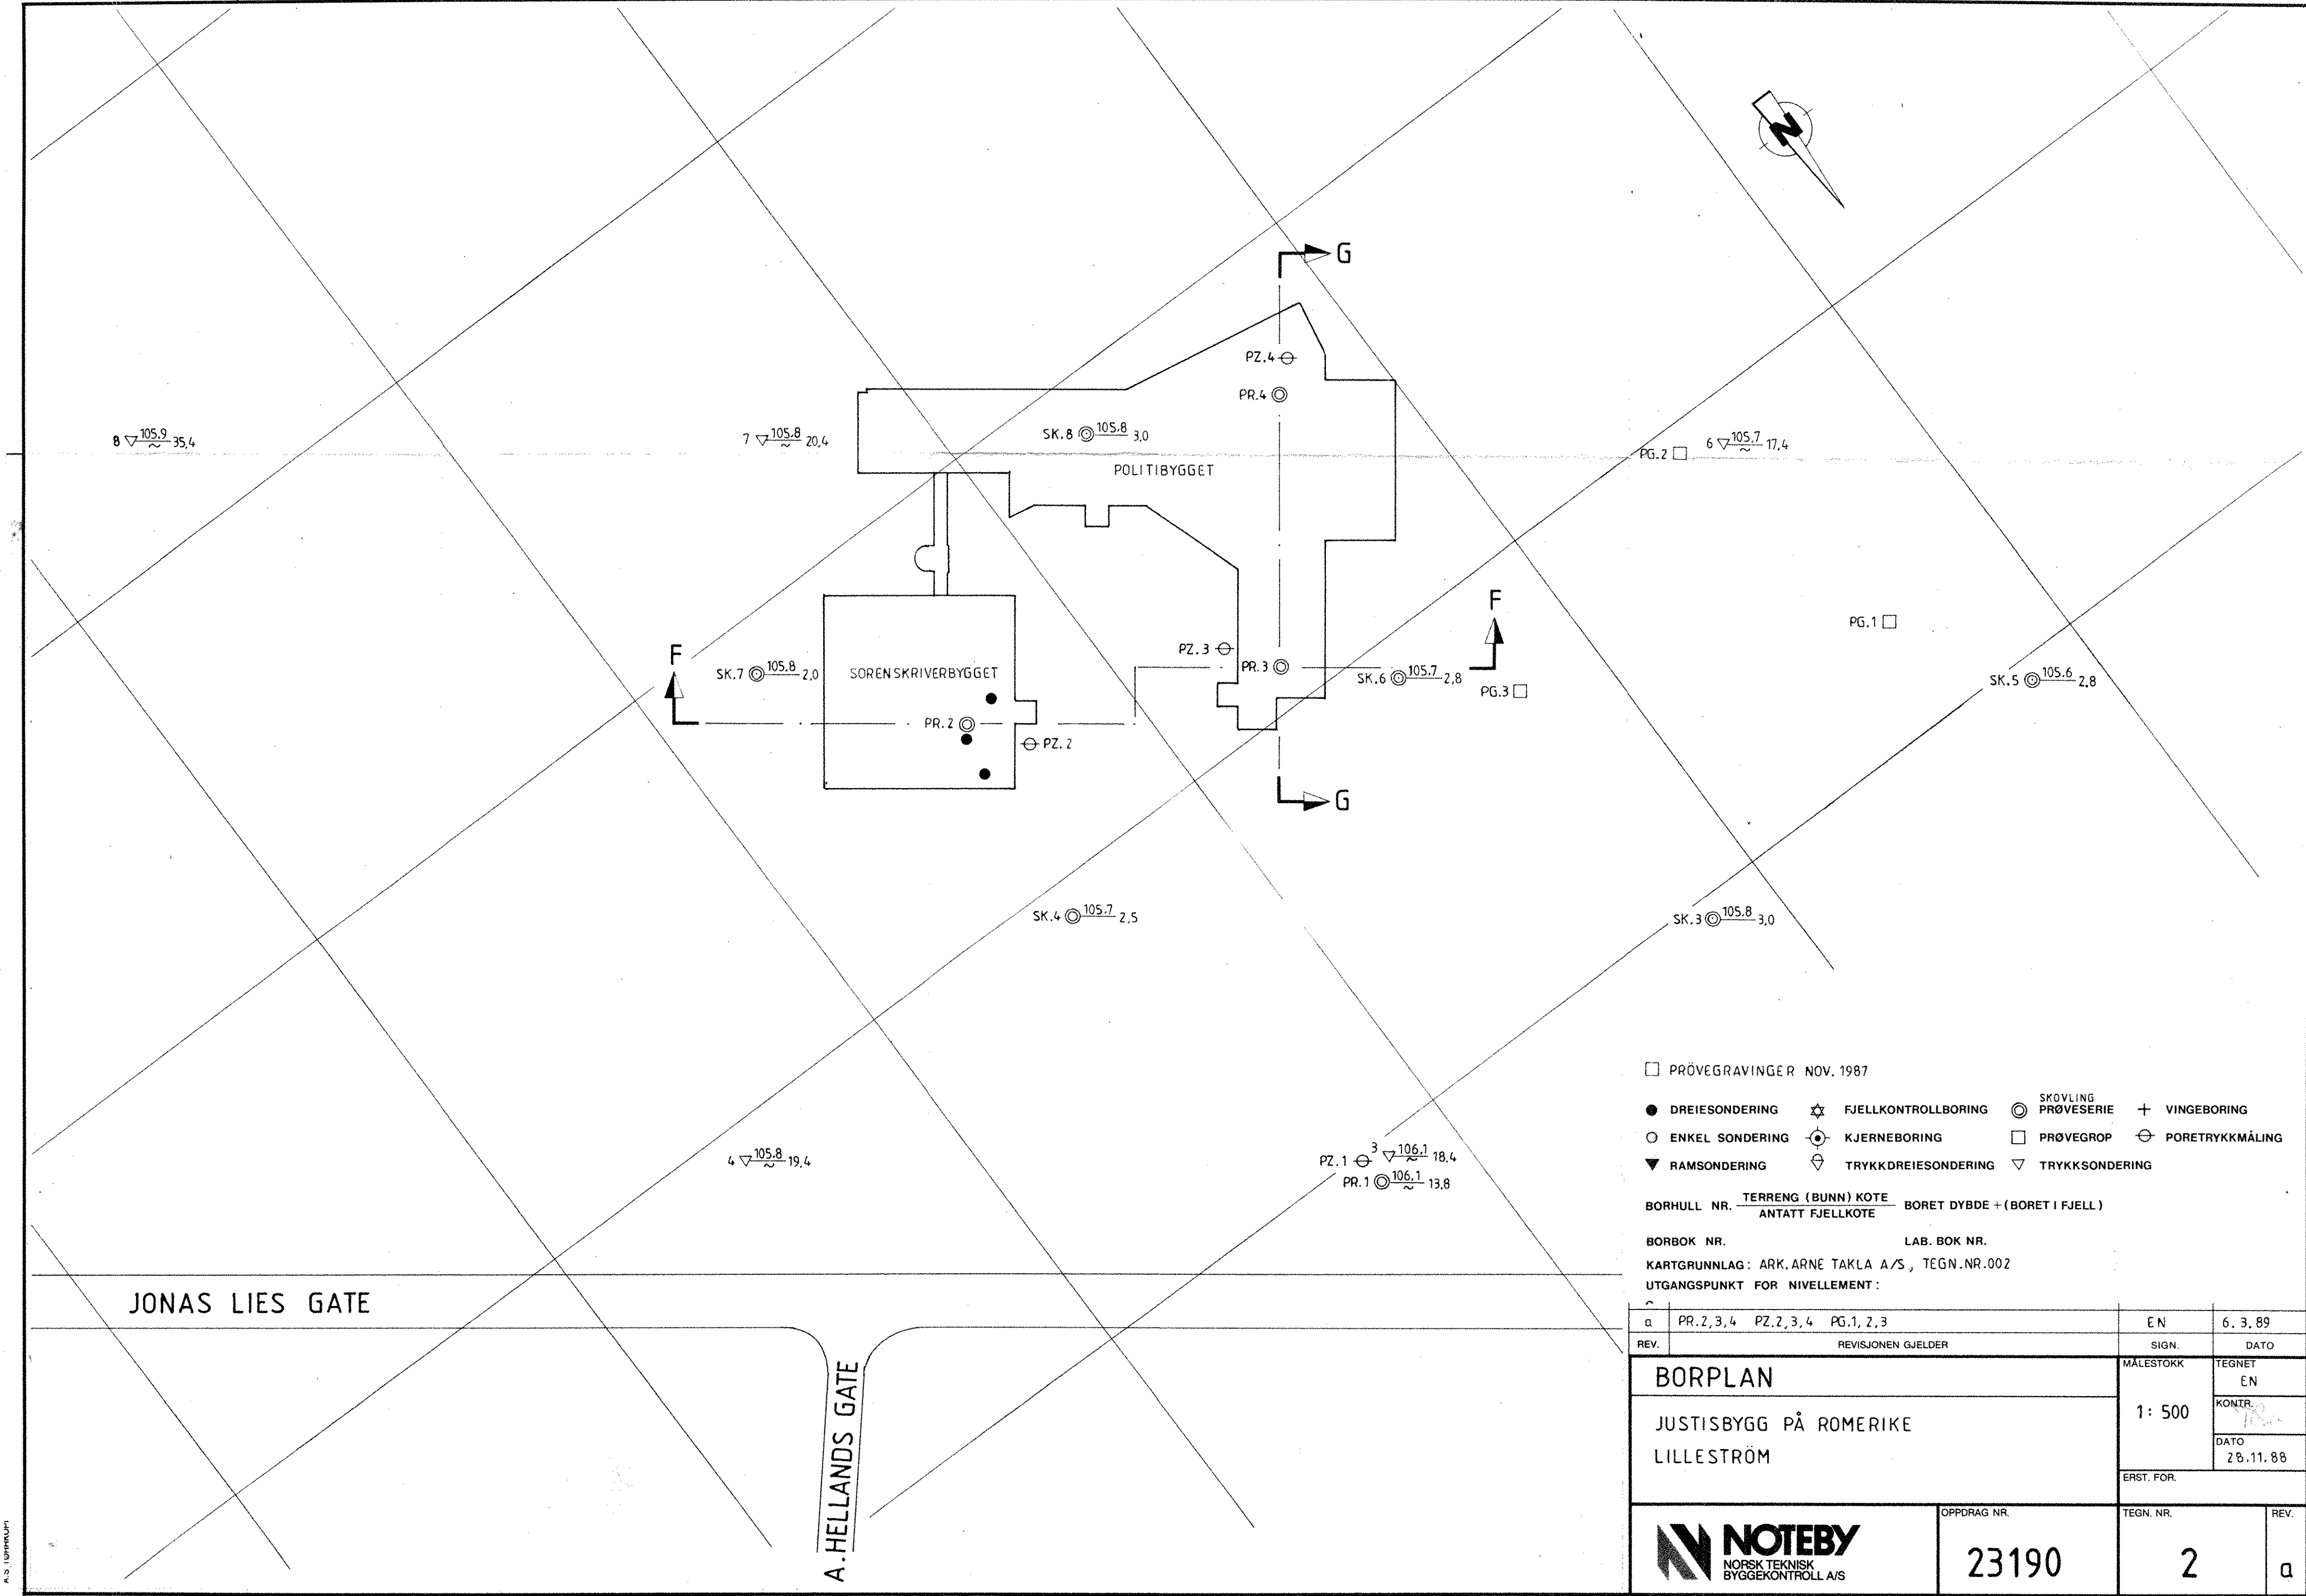 N
G
PZ.4
PR.4
8 105.9 ~ 35,4
7 105.8 ~ 20,4
SK.8 105.8 3,0
PG.2
6 105.7 ~ 17,4
POLITIBYGGET
F
PG.1
F
PZ.3
PR.3
SK.7 105.8 2,0
SORENSKRIVERBYGGET
SK.6 105.7 2,8
PG.3
SK.5 105.6 2,8
PR.2
PZ.2
G
SK.4 105.7 2,5
SK.3 105.8 3,0
4 105.8 ~ 19,4
PZ.1 3 106.1 ~ 18,4
PR.1 106.1 ~ 13,8
JONAS LIES GATE
A.HELLANDS GATE
PRÖVEGRAVINGER NOV. 1987
DREIESONDERING FJELLKONTROLLBORING SKOVLING PRØVESERIE VINGEBORING
ENKEL SONDERING KJERNEBORING PRØVEGROP PORETRYKKMÅLING
RAMSONDERING TRYKKDREIESONDERING TRYKKSONDERING
BORHULL NR. TERRENG (BUNN) KOTE BORET DYBDE + (BORET I FJELL)
ANTATT FJELLKOTE
BORBOK NR. LAB. BOK NR.
KARTGRUNNLAG: ARK.ARNE TAKLA A/S, TEGN.NR.002
UTGANGSPUNKT FOR NIVELLEMENT:
a PR.2,3,4 PZ.2,3,4 PG.1,2,3 EN 6.3.89
REV. REVISJONEN GJELDER SIGN. DATO
BORPLAN
JUSTISBYGG PÅ ROMERIKE
LILLESTRÖM
MÅLESTOKK
1: 500
TEGNET
EN
KONTR.
DATO
28.11.88
ERST. FOR.
NOTEBY
NORSK TEKNISK
BYGGEKONTROLL A/S
OPPDRAG NR.
23190
TEGN. NR.
2
REV.
a